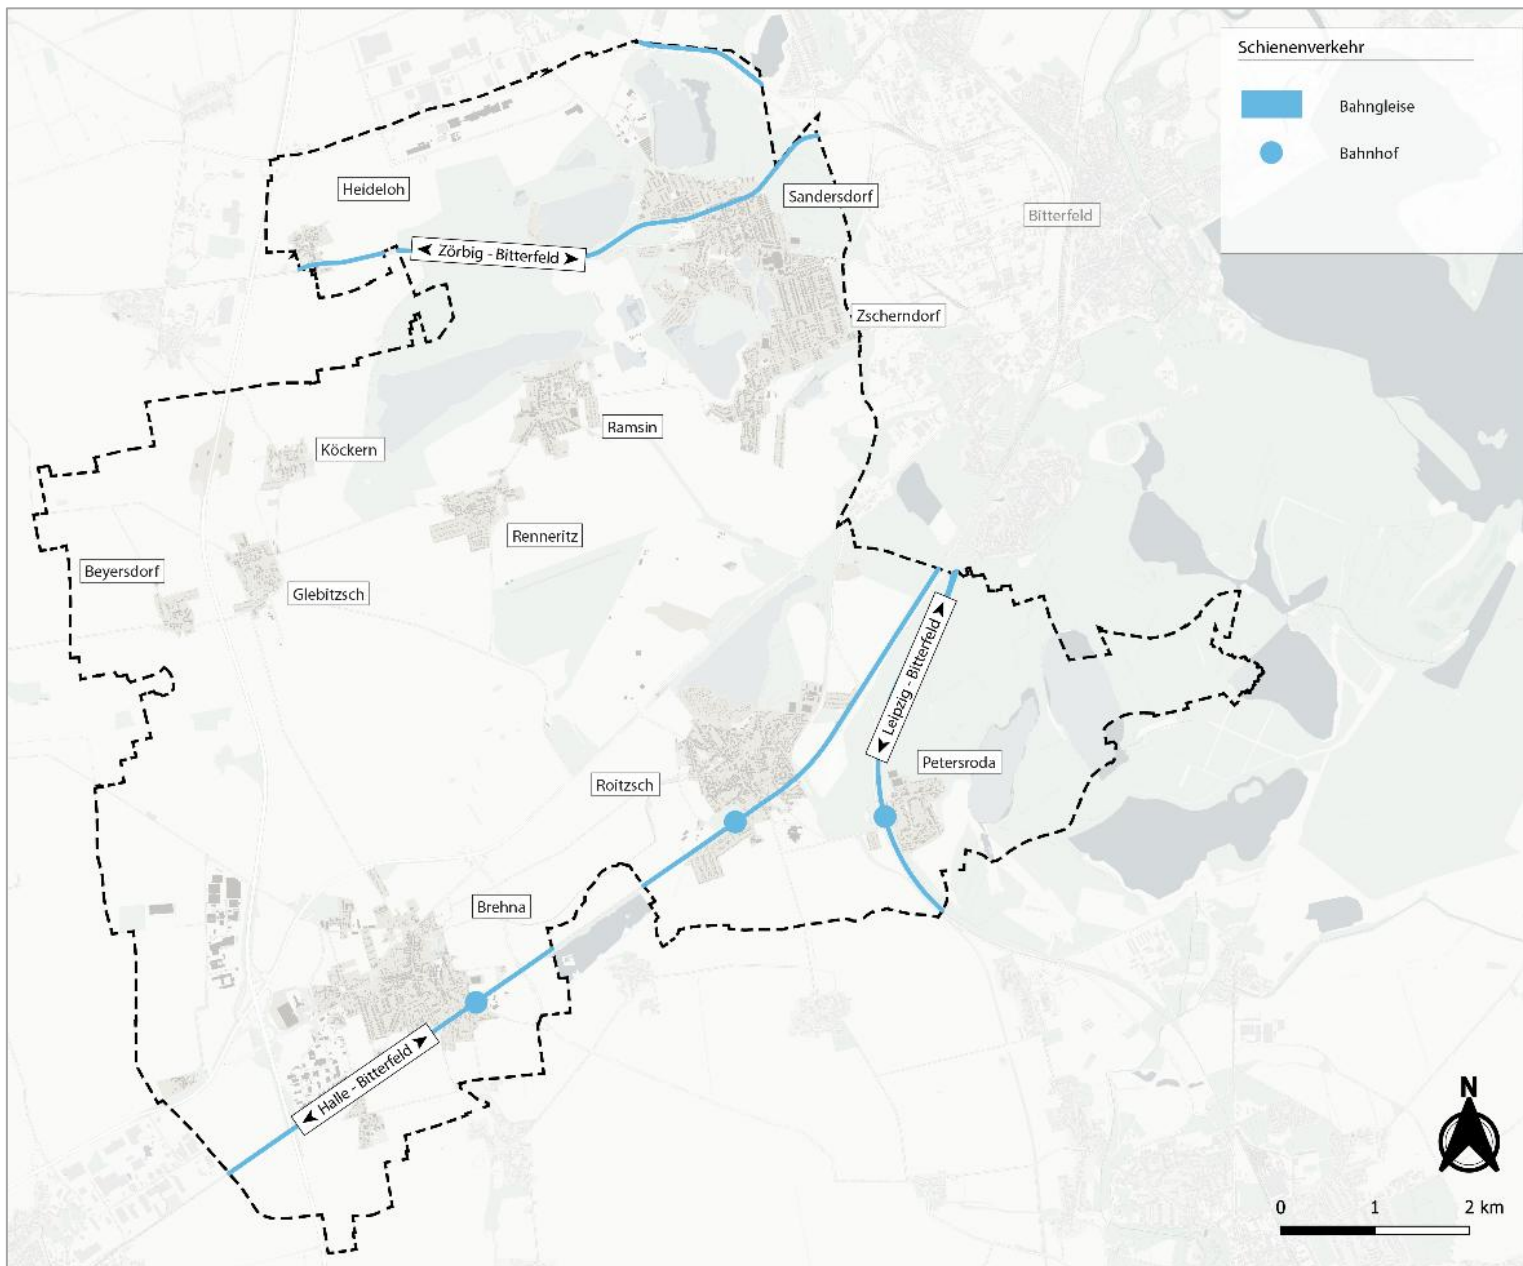 Schienenverkehr
Bahngleise
Bahnhof
Heideloh
Sandersdorf
Bitterfeld
Zörbig - Bitterfeld
Zscherndorf
Ramsin
Köckern
Renneritz
Beyersdorf
Glebitzsch
Leipzig - Bitterfeld
Petersroda
Roitzsch
Brehna
Halle - Bitterfeld
N
0 1 2 km